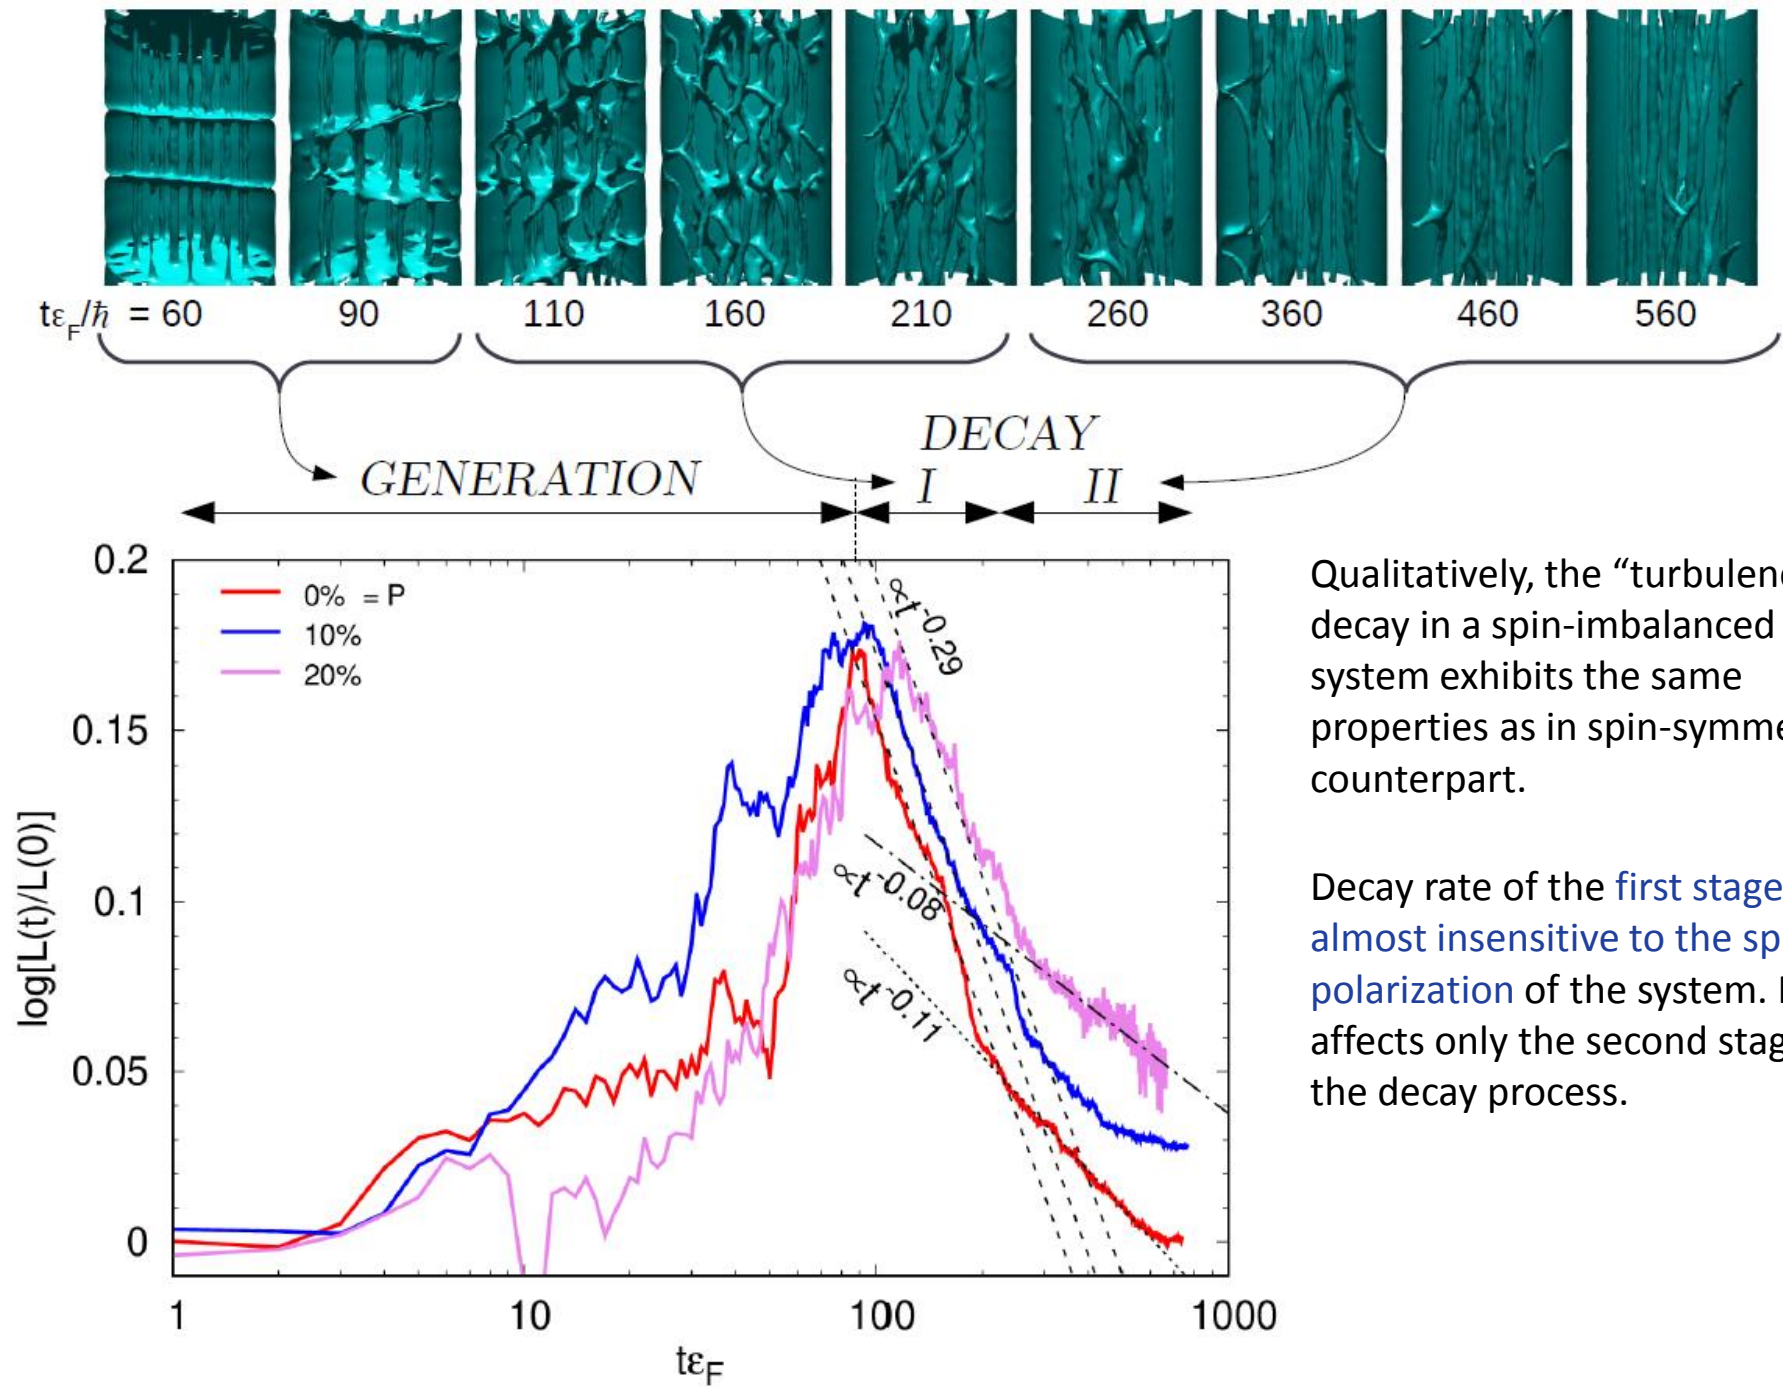 tε_F/ħ = 60 90 110 160 210 260 360 460 560
DECAY
GENERATION I II
0.2
0.15
0.1
0.05
0
log[L(t)/L(0)]
0% = P
10%
20%
∝t^-0.29
∝t^-0.08
∝t^-0.11
1 10 100 1000
tε_F
Qualitatively, the “turbulen
decay in a spin-imbalanced
system exhibits the same
properties as in spin-symme
counterpart.
Decay rate of the first stage
almost insensitive to the sp
polarization of the system.
affects only the second stag
the decay process.